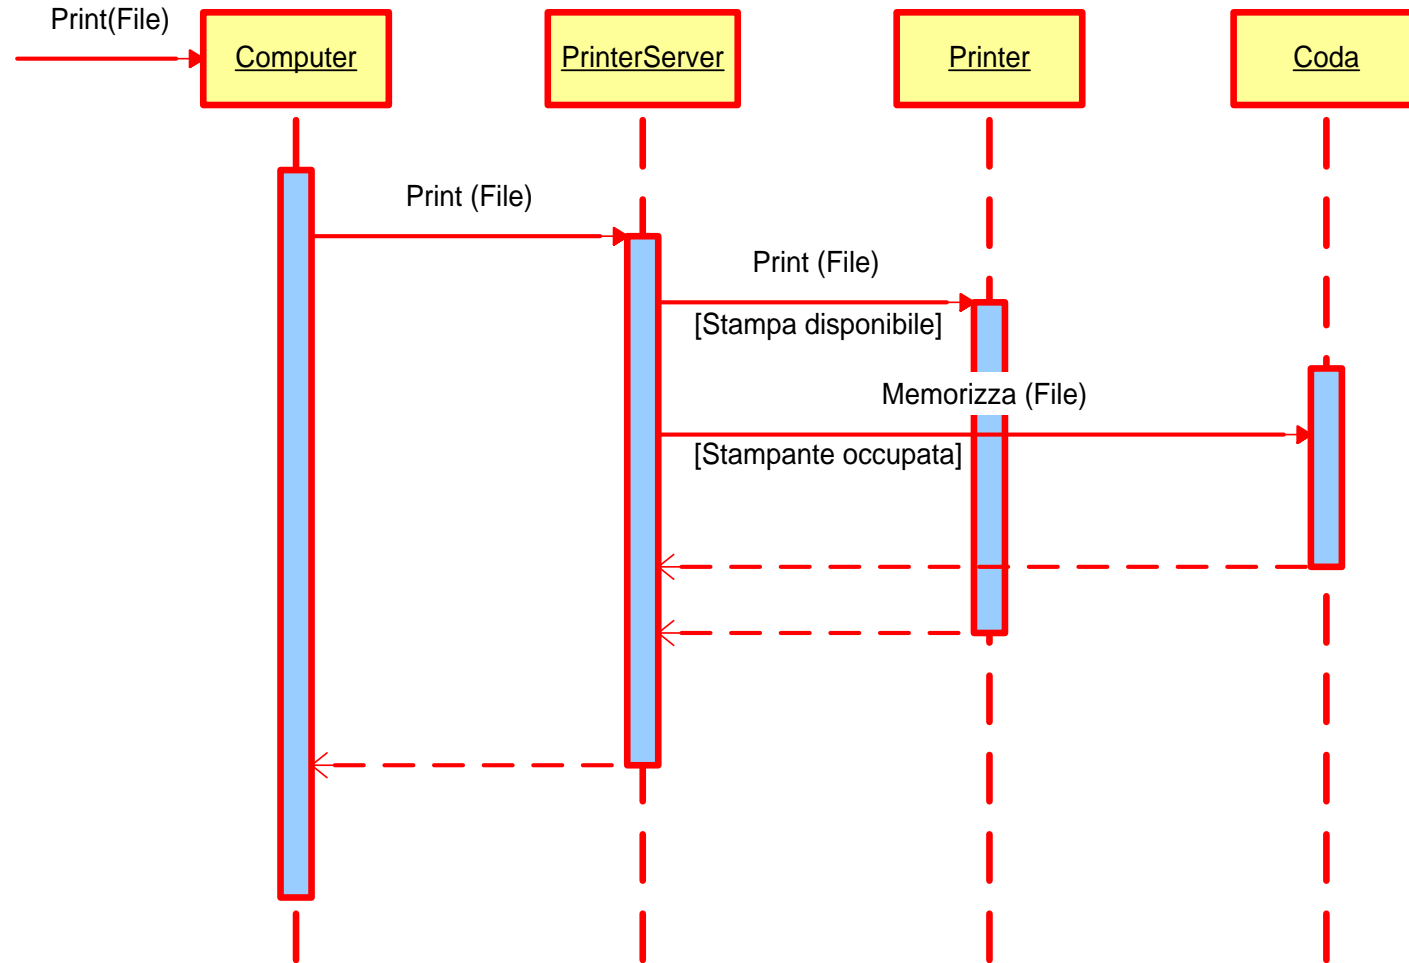 Print(File)
Computer
PrinterServer
Printer
Coda
Print (File)
Print (File)
[Stampa disponibile]
Memorizza (File)
[Stampante occupata]